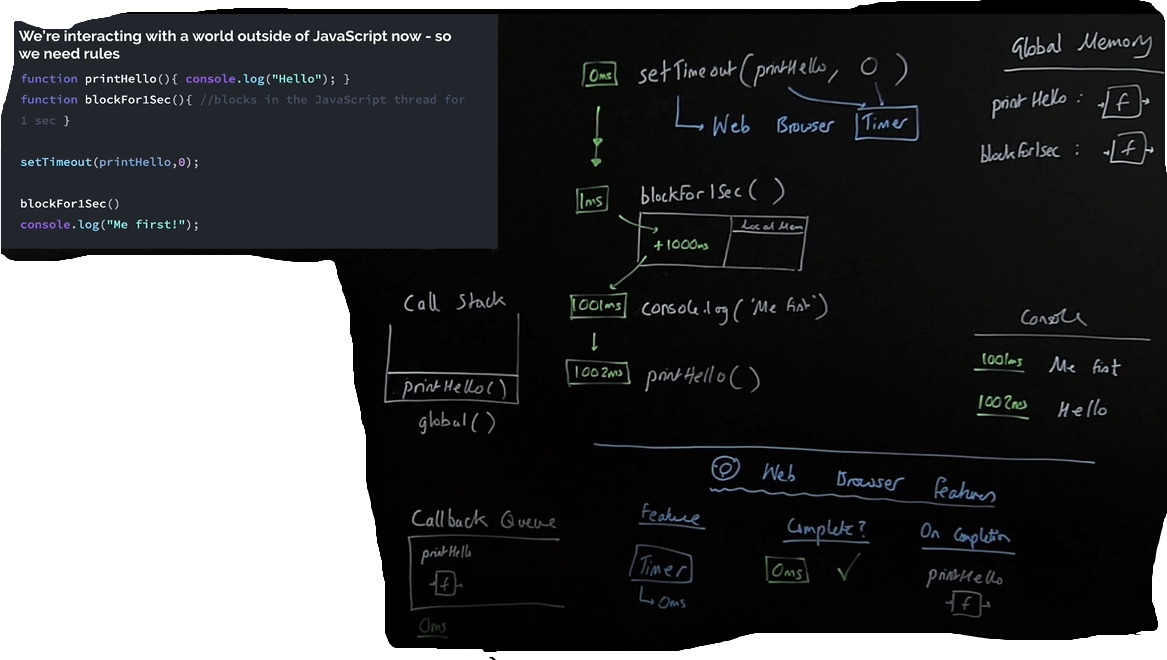 We're interacting with a world outside of JavaScript now - so
we need rules
function printHello(){ console.log("Hello"); }
function blockFor1Sec(){ //blocks in the JavaScript thread for
1 sec }
setTimeout(printHello,0);
blockFor1Sec()
console.log("Me first!");
0ms setTimeout(printHello, 0)
Web Browser Timer
1ms blockFor1Sec()
+1000ms
Local Mem
1001ms console.log('Me first')
1002ms printHello()
Global Memory
printHello : f
blockFor1sec : f
Call Stack
printHello()
global()
Console
1001ms Me first
1002ms Hello
Web Browser Features
Feature Complete? On Completion
Timer 0ms ✓ printHello
0ms f
Callback Queue
printHello
f
0ms